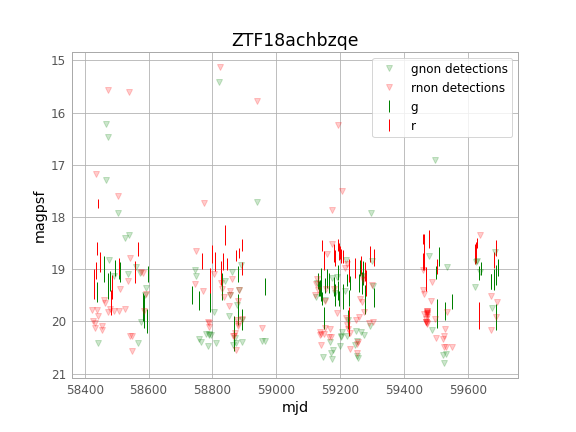 ZTF18achbzqe
gnon detections
rnon detections
g
r
15
16
17
18
19
20
21
magpsf
58400 58600 58800 59000 59200 59400 59600
mjd